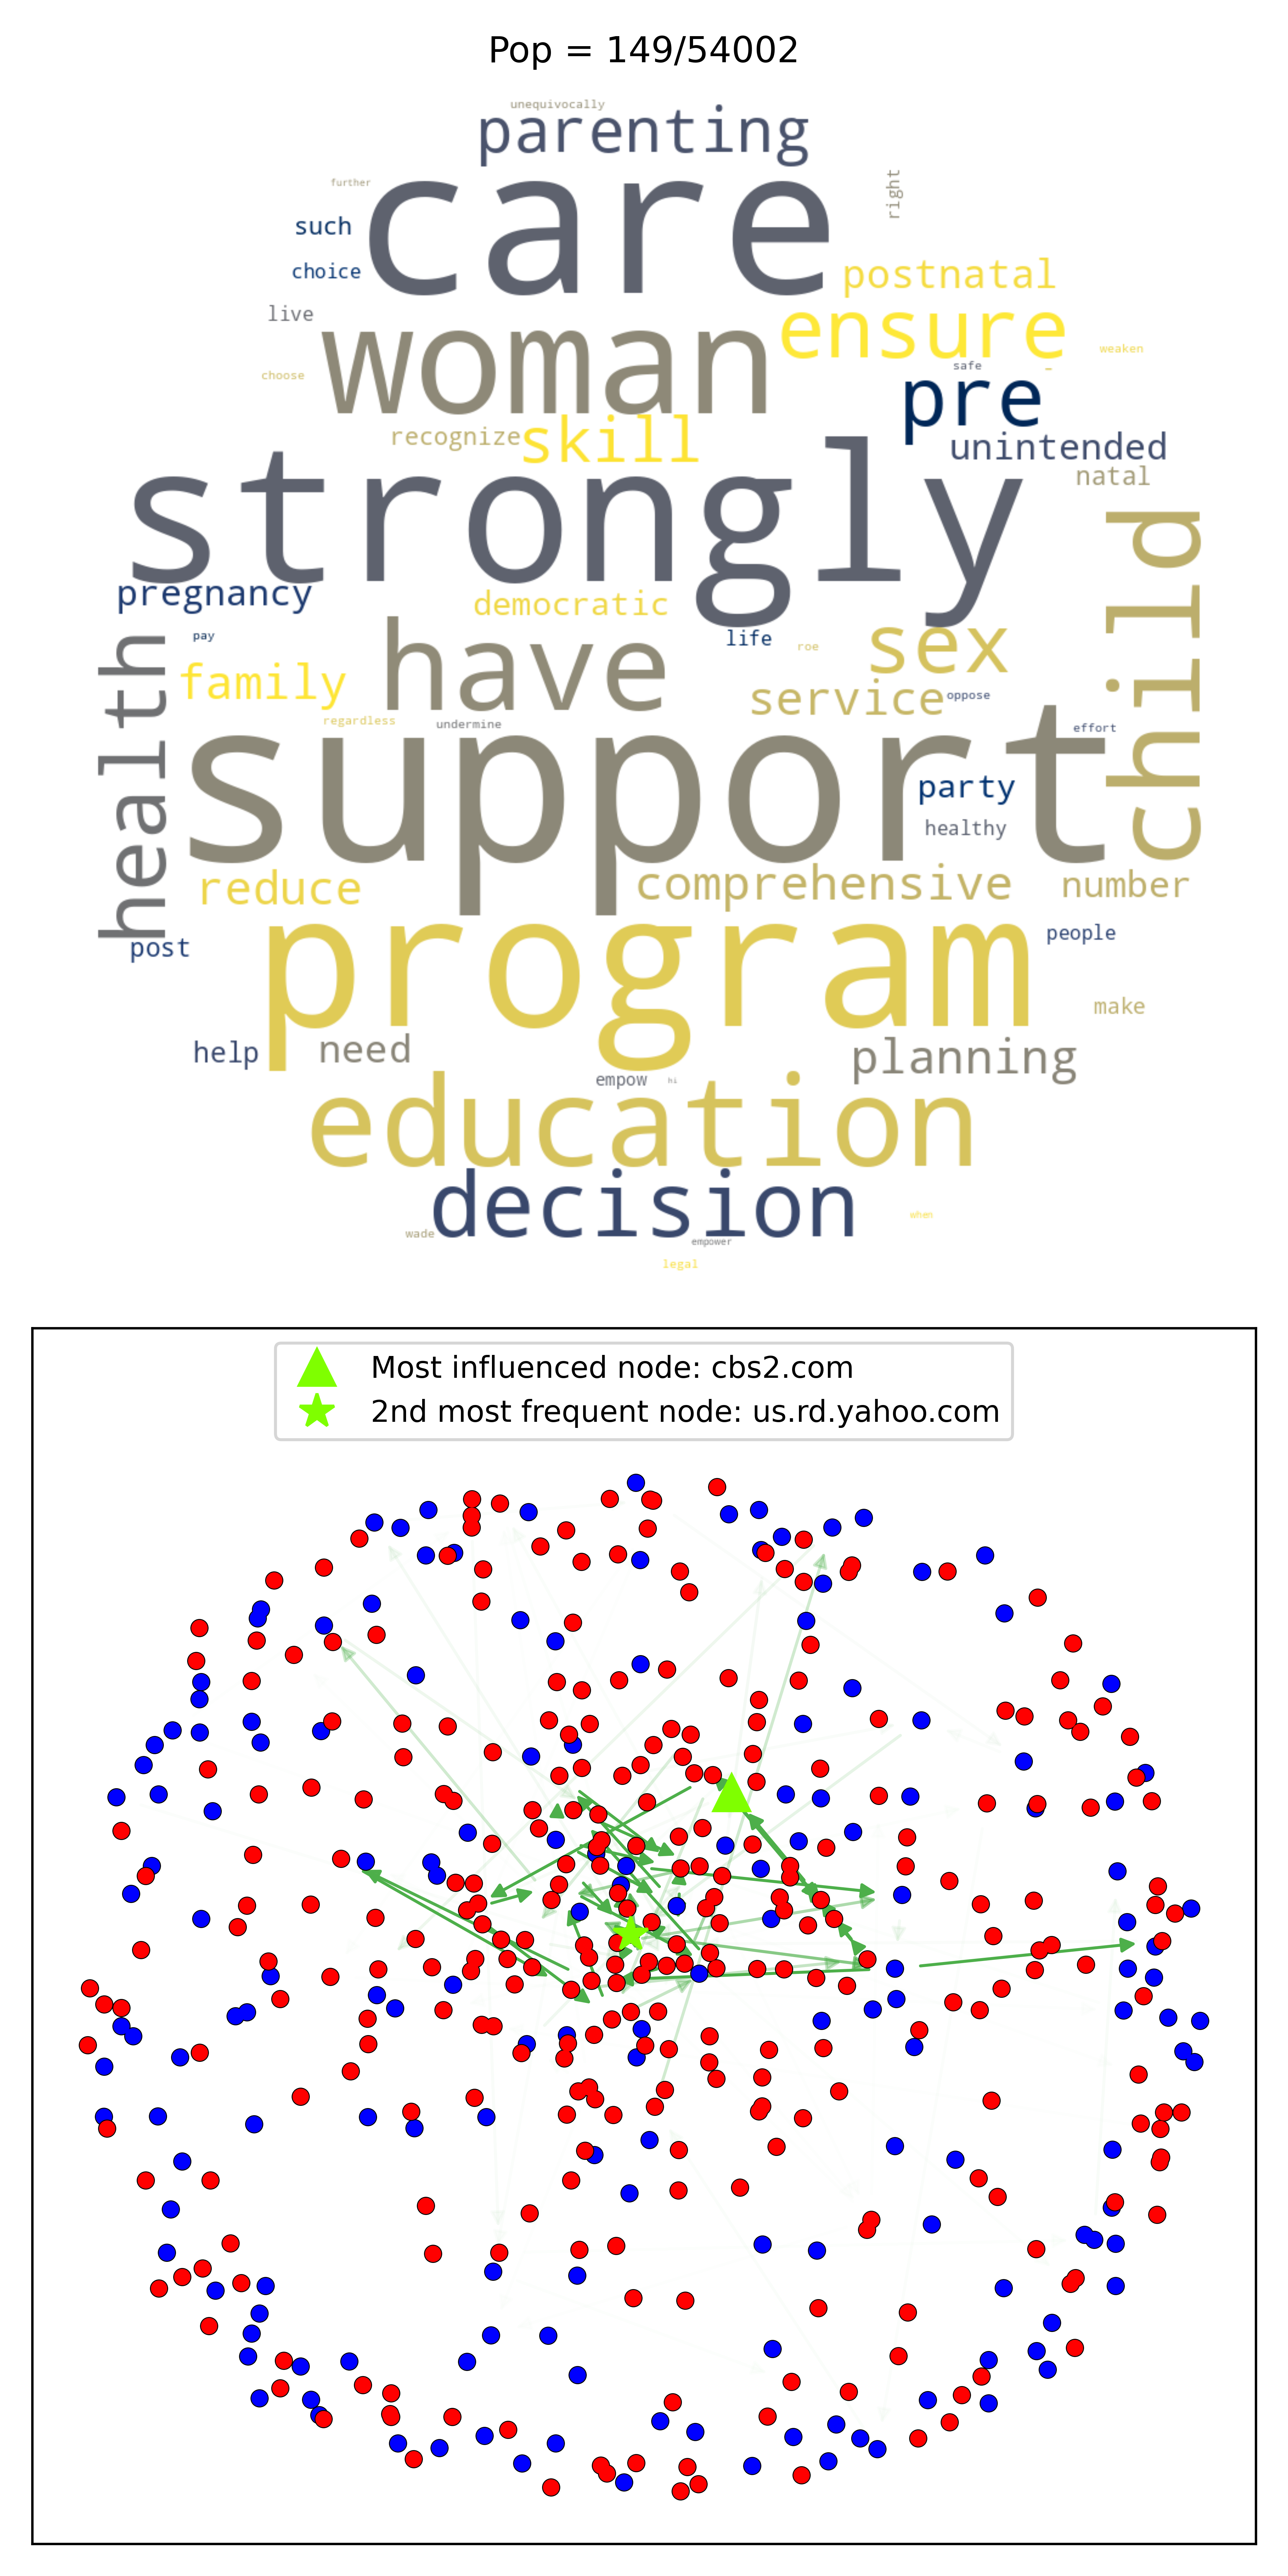 Pop = 149/54002
unequivocally
parenting
further
care
right
such
choice
postnatal
live
woman
ensure
weaken
choose
safe
pre
recognize
skill
unintended
strongly
natal
child
pregnancy
democratic
pay
have
life
roe
sex
health
family
service
oppose
regardless
undermine
effort
support
party
healthy
reduce
comprehensive
number
post
program
people
make
help
need
planning
empow
hi
education
decision
when
wade
empower
legal
Most influenced node: cbs2.com
2nd most frequent node: us.rd.yahoo.com